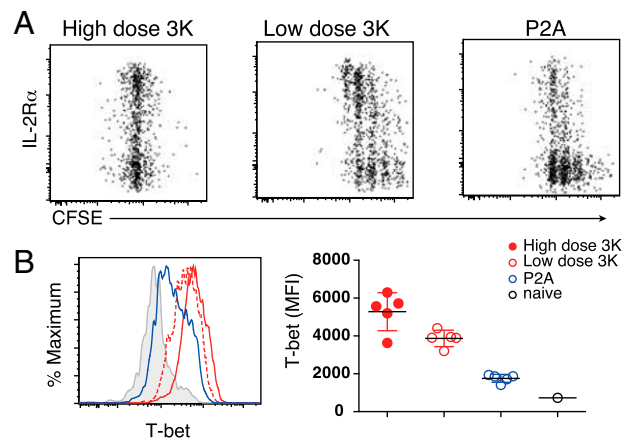 A
High dose 3K
Low dose 3K
P2A
IL-2Rα
CFSE
B
% Maximum
T-bet
T-bet (MFI)
8000
6000
4000
2000
0
High dose 3K
Low dose 3K
P2A
naive